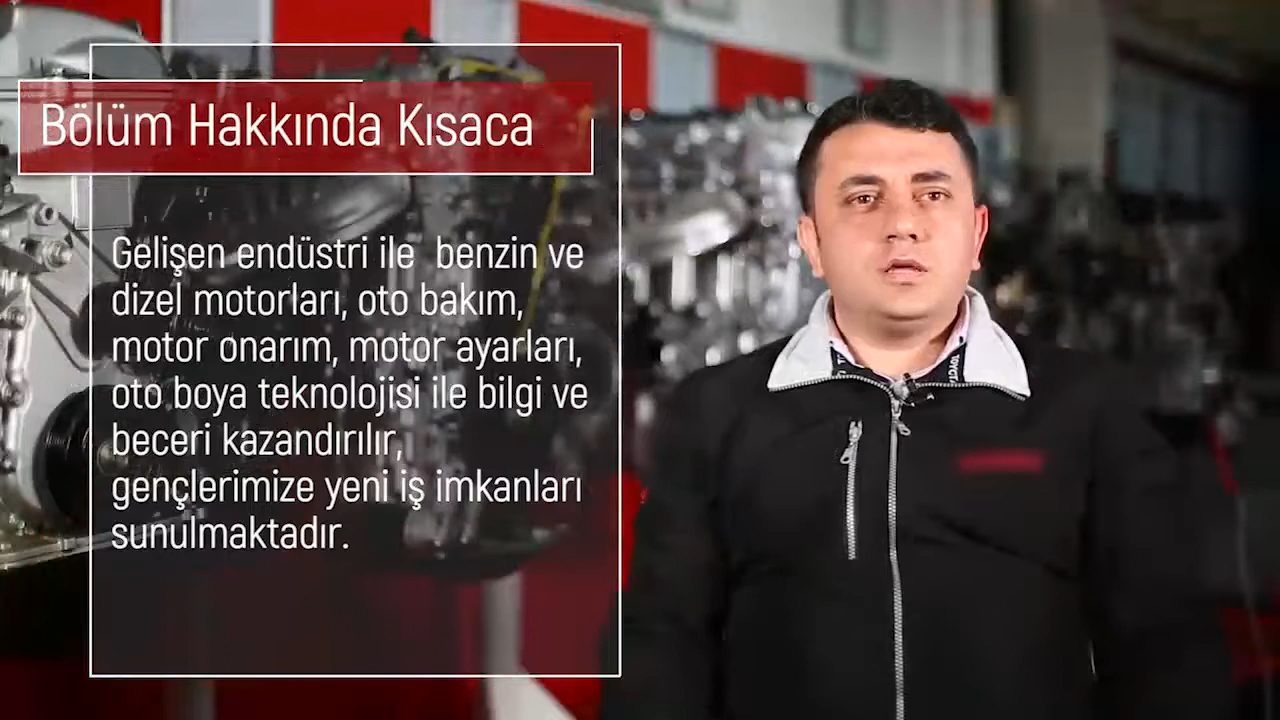 Bölüm Hakkında Kısaca
Gelişen endüstri ile  benzin ve
dizel motorları, oto bakım,
motor onarım, motor ayarları,
oto boya teknolojisi ile bilgi ve
beceri kazandırılır,
gençlerimize yeni iş imkanları
sunulmaktadır.